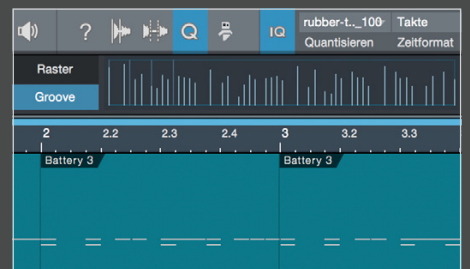 ? Q IQ rubber-t.._100 Takte
Quantisieren Zeitformat
Raster
Groove
2 2.2 2.3 2.4 3 3.2 3.3
Battery 3 Battery 3